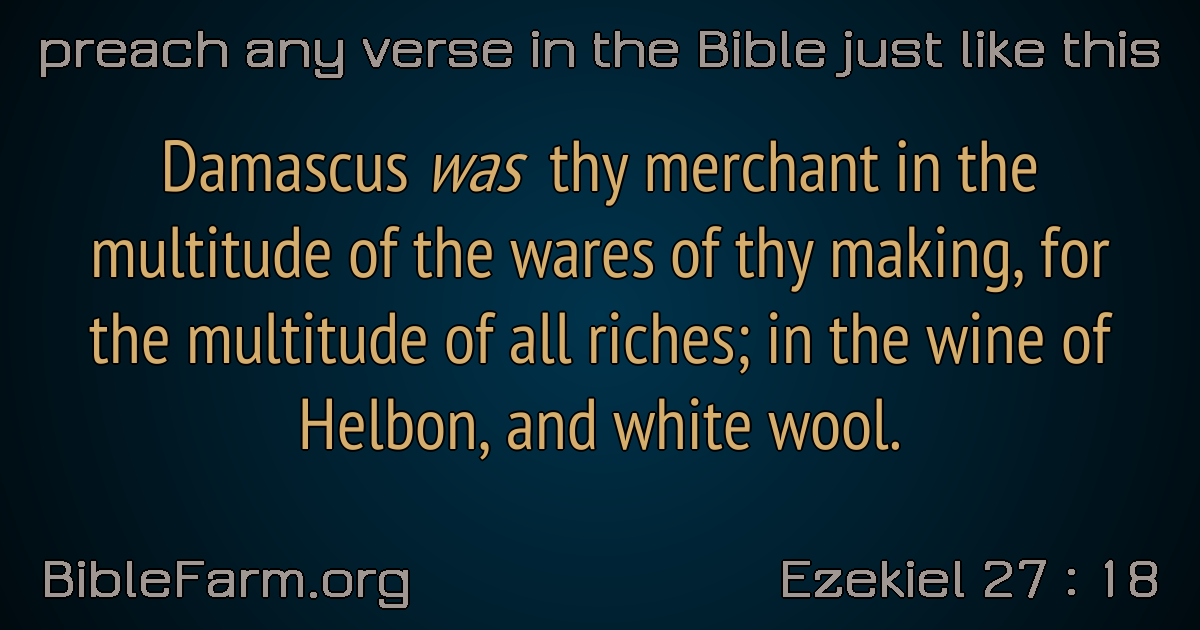 preach any verse in the Bible just like this
Damascus was thy merchant in the
multitude of the wares of thy making, for
the multitude of all riches; in the wine of
Helbon, and white wool.
BibleFarm.org
Ezekiel 27 : 18